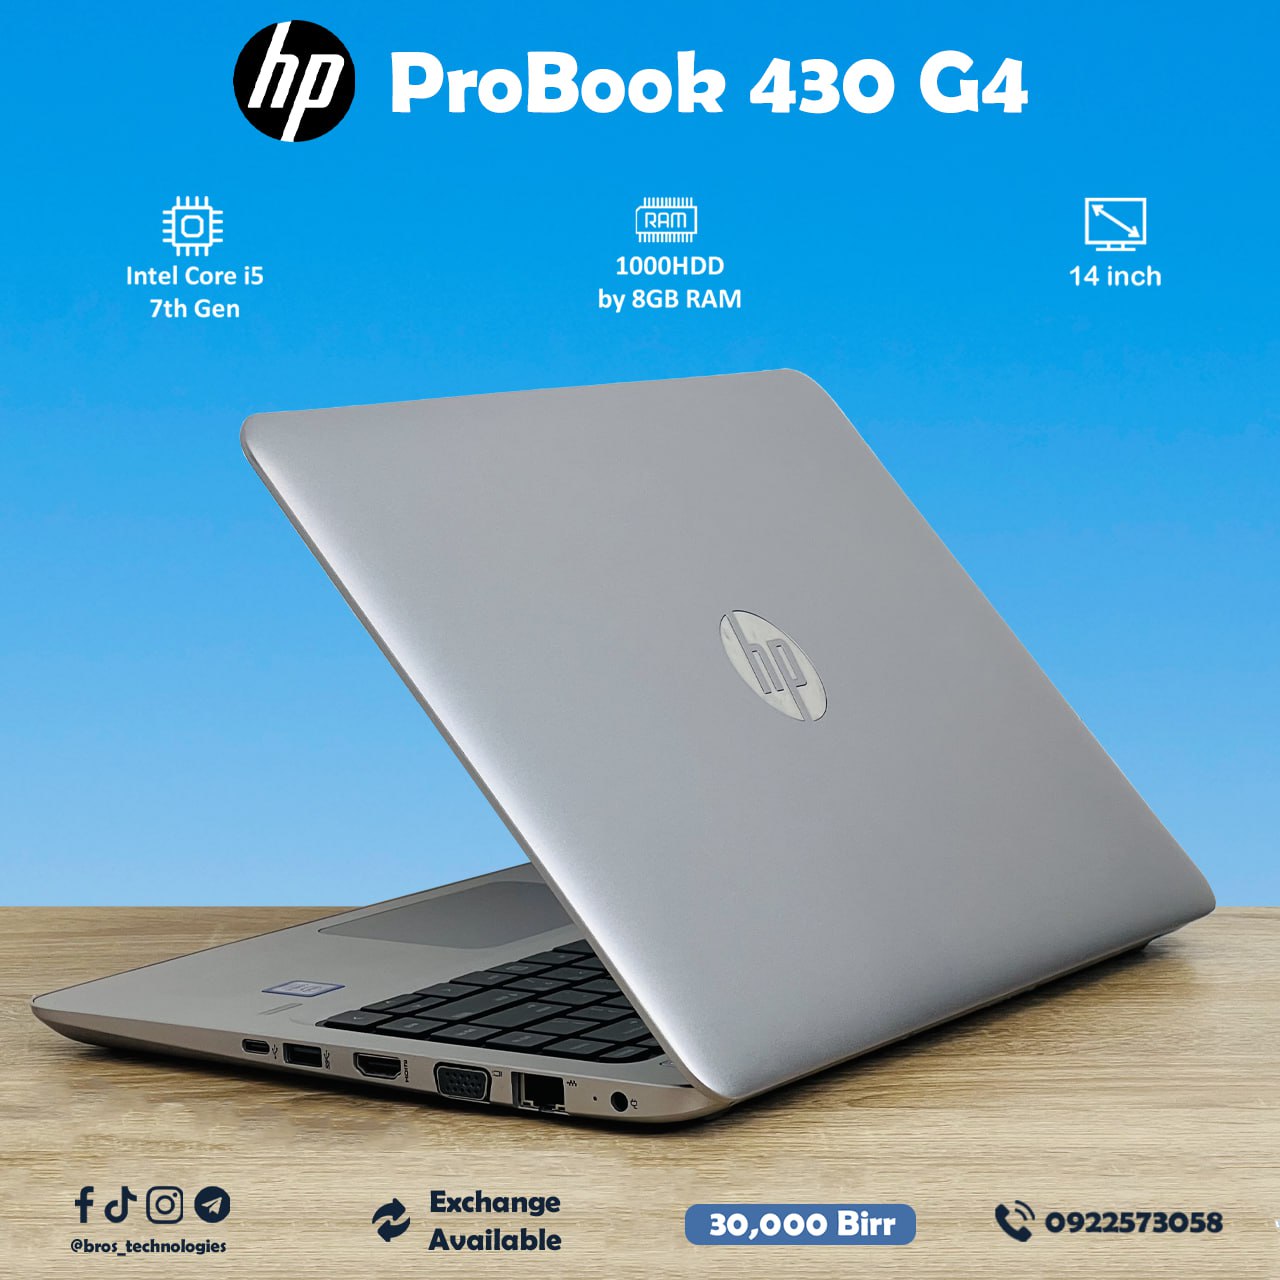 hp ProBook 430 G4
RAM
Intel Core i5
7th Gen
1000HDD
by 8GB RAM
14 inch
hp
HDMI
Exchange
Available
@bros_technologies
30,000 Birr
0922573058